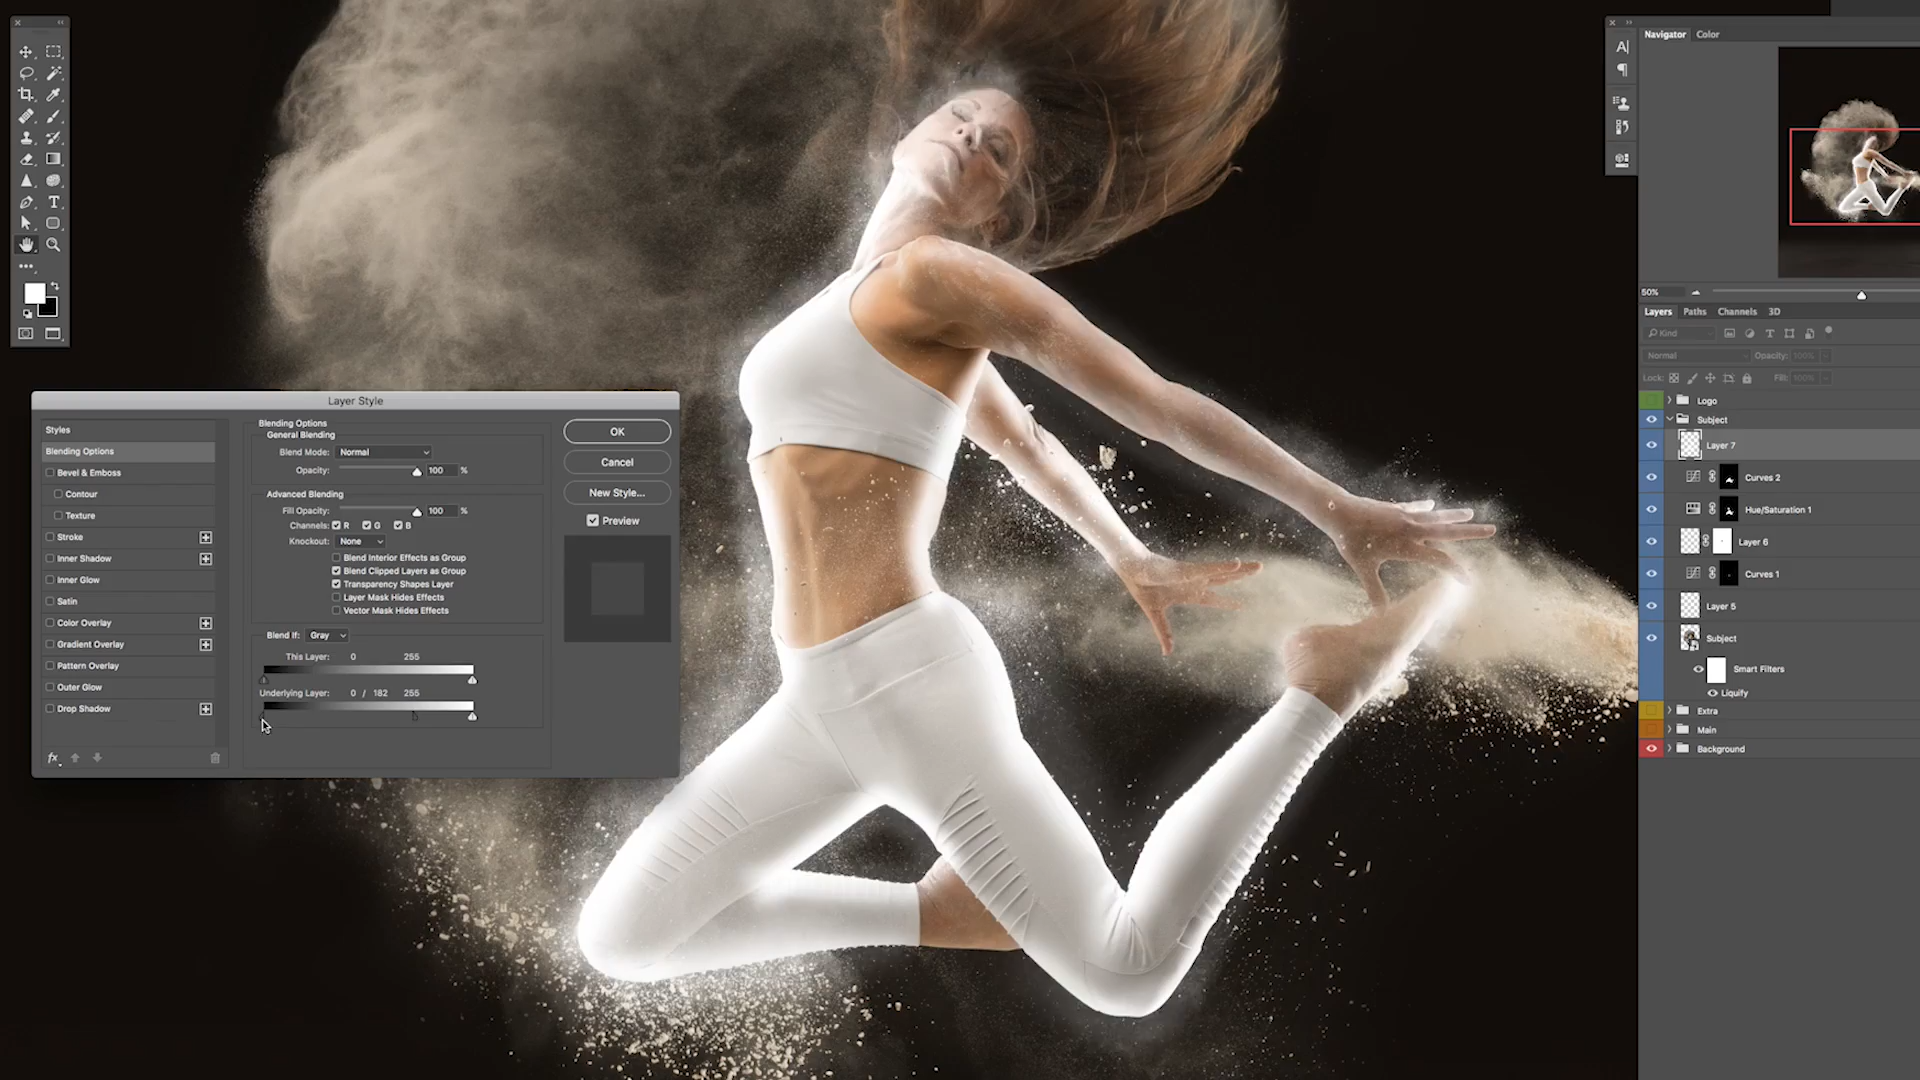 Layer Style
Styles
Blending Options
Bevel & Emboss
Contour
Texture
Stroke
Inner Shadow
Inner Glow
Satin
Color Overlay
Gradient Overlay
Pattern Overlay
Outer Glow
Drop Shadow
fx
Blending Options
General Blending
Blend Mode: Normal
Opacity: 100 %
Advanced Blending
Fill Opacity: 100 %
Channels: R G B
Knockout: None
Blend Interior Effects as Group
Blend Clipped Layers as Group
Transparency Shapes Layer
Layer Mask Hides Effects
Vector Mask Hides Effects
Blend If: Gray
This Layer: 0 255
Underlying Layer: 0 / 182 255
OK
Cancel
New Style...
Preview
Navigator Color
50%
Layers Paths Channels 3D
Kind
Normal Opacity: 100%
Lock: Fill: 100%
Logo
Subject
Layer 7
Curves 2
Hue/Saturation 1
Layer 6
Curves 1
Layer 5
Subject
Smart Filters
Liquify
Extra
Main
Background